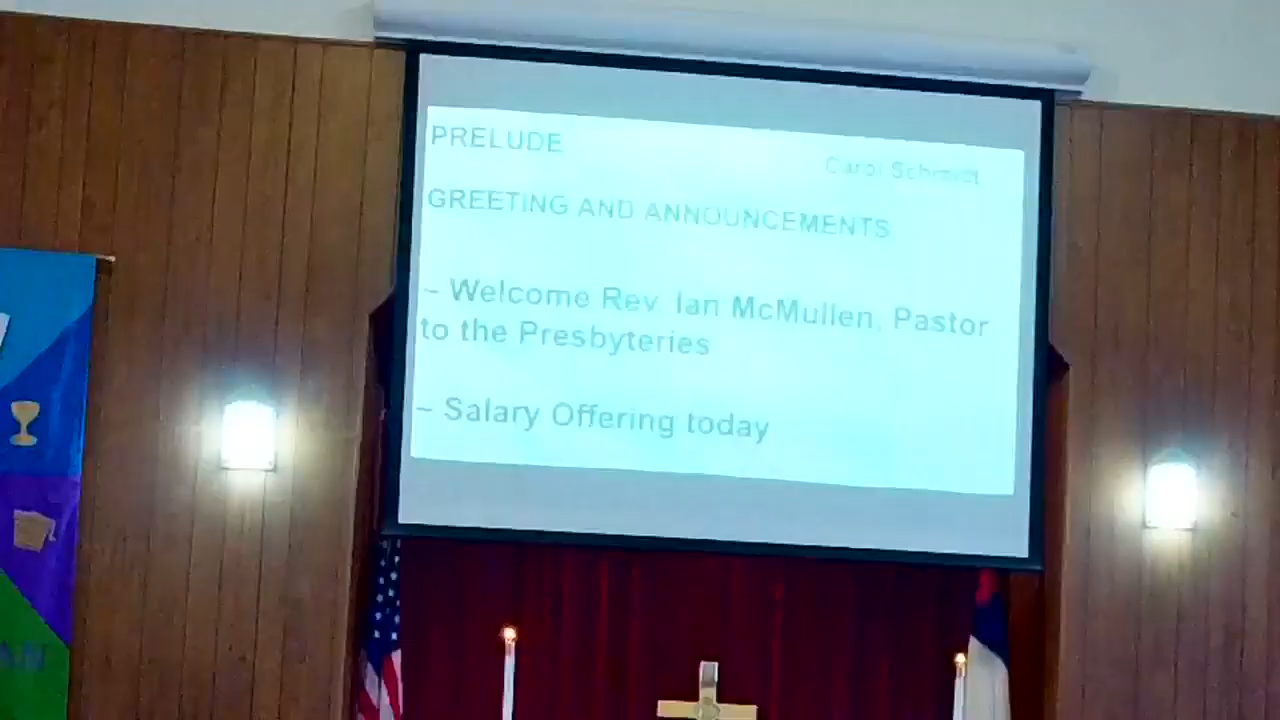 PRELUDE
Carol Schmidt
GREETING AND ANNOUNCEMENTS
– Welcome Rev. Ian McMullen, Pastor
to the Presbyteries
– Salary Offering today